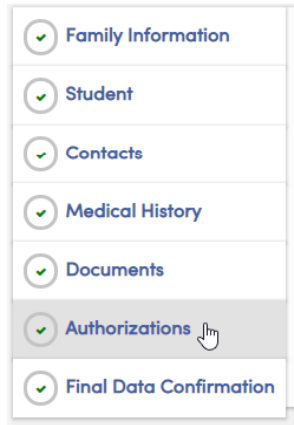 Family Information
Student
Contacts
Medical History
Documents
Authorizations
Final Data Confirmation